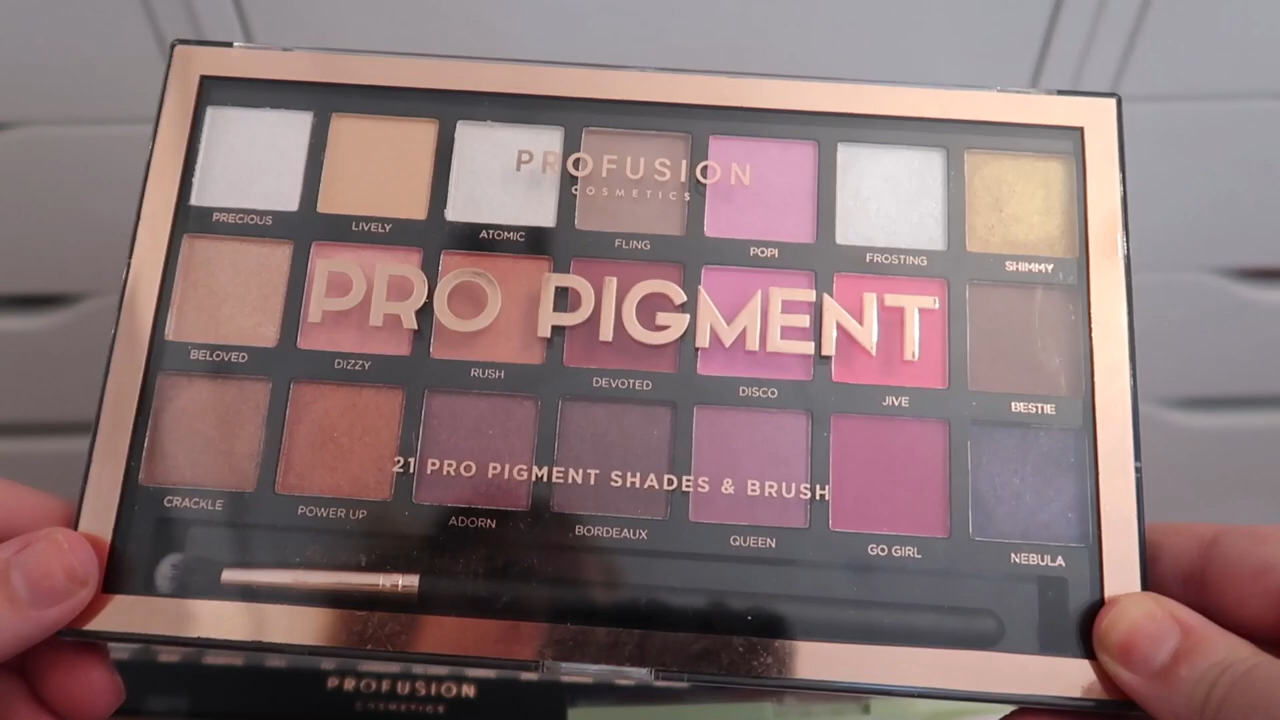 PROFUSION
COSMETICS
PRECIOUS LIVELY ATOMIC FLING POPI FROSTING SHIMMY
PRO PIGMENT
BELOVED DIZZY RUSH DEVOTED DISCO JIVE BESTIE
21 PRO PIGMENT SHADES & BRUSH
CRACKLE POWER UP ADORN BORDEAUX QUEEN GO GIRL NEBULA
PROFUSION
COSMETICS